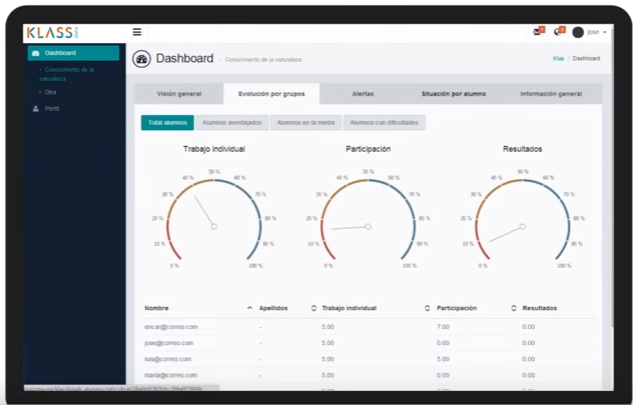 KLASS
jose
Dashboard
Conocimiento de la
naturaleza
Otra
Perfil
Dashboard / Conocimiento de la naturaleza
Klap / Dashboard
Visión general
Evolución por grupos
Alertas
Situación por alumno
Información general
Total alumnos
Alumnos aventajados
Alumnos en la media
Alumnos con dificultades
Trabajo individual
Participación
Resultados
0 % 10 % 20 % 30 % 40 % 50 % 60 % 70 % 80 % 90 % 100 %
0 % 10 % 20 % 30 % 40 % 50 % 60 % 70 % 80 % 90 % 100 %
0 % 10 % 20 % 30 % 40 % 50 % 60 % 70 % 80 % 90 % 100 %
Nombre Apellidos Trabajo individual Participación Resultados
ericar@correo.com - 5.00 7.00 0.00
jose@correo.com - 5.00 0.00 0.00
luis@correo.com - 5.00 0.00 0.00
maria@correo.com - 5.00 0.00 0.00